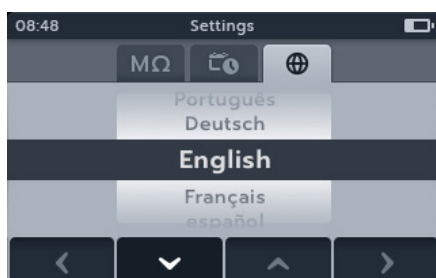 08:48 Settings
MΩ
Português
Deutsch
English
Français
español